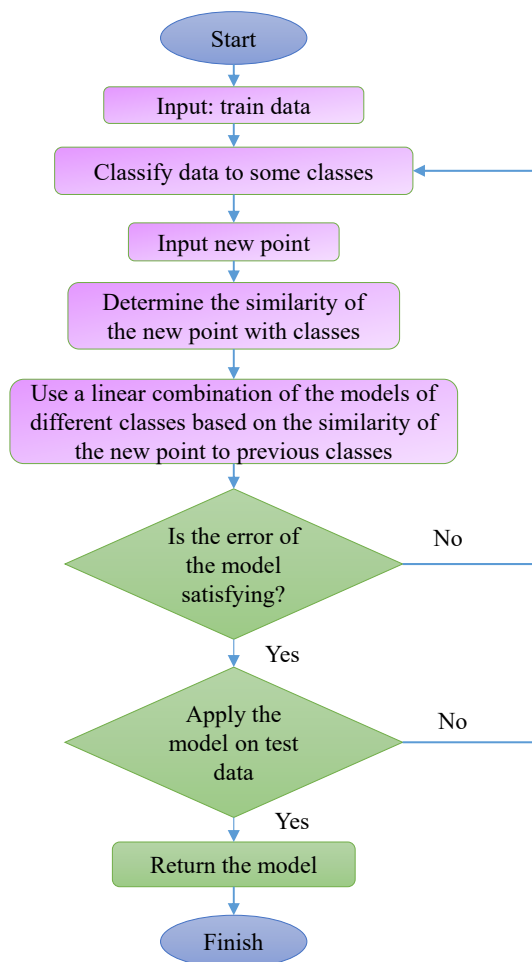 Start
Input: train data
Classify data to some classes
Input new point
Determine the similarity of
the new point with classes
Use a linear combination of the models of
different classes based on the similarity of
the new point to previous classes
Is the error of
the model
satisfying?
No
Yes
Apply the
model on test
data
No
Yes
Return the model
Finish